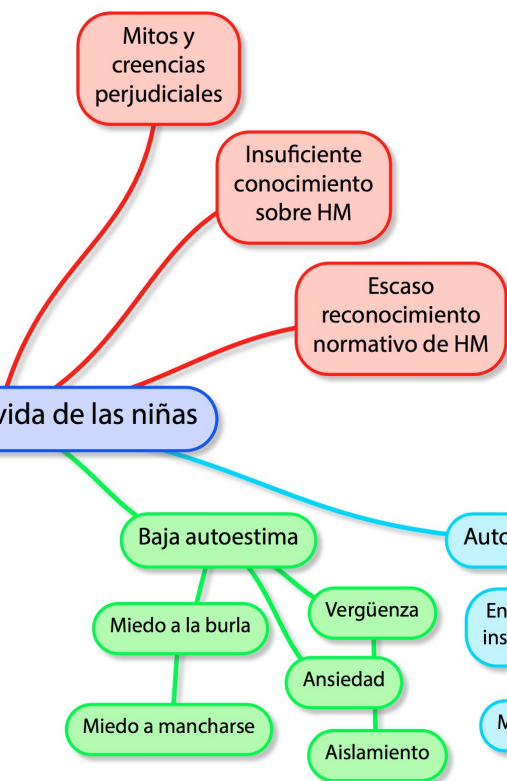 Mitos y
creencias
perjudiciales
Insuficiente
conocimiento
sobre HM
Escaso
reconocimiento
normativo de HM
vida de las niñas
Baja autoestima
Miedo a la burla
Miedo a mancharse
Vergüenza
Ansiedad
Aislamiento